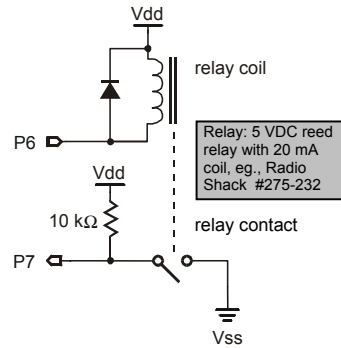 Vdd
relay coil
P6
Relay: 5 VDC reed
relay with 20 mA
coil, eg., Radio
Shack #275-232
Vdd
10 kΩ
relay contact
P7
Vss